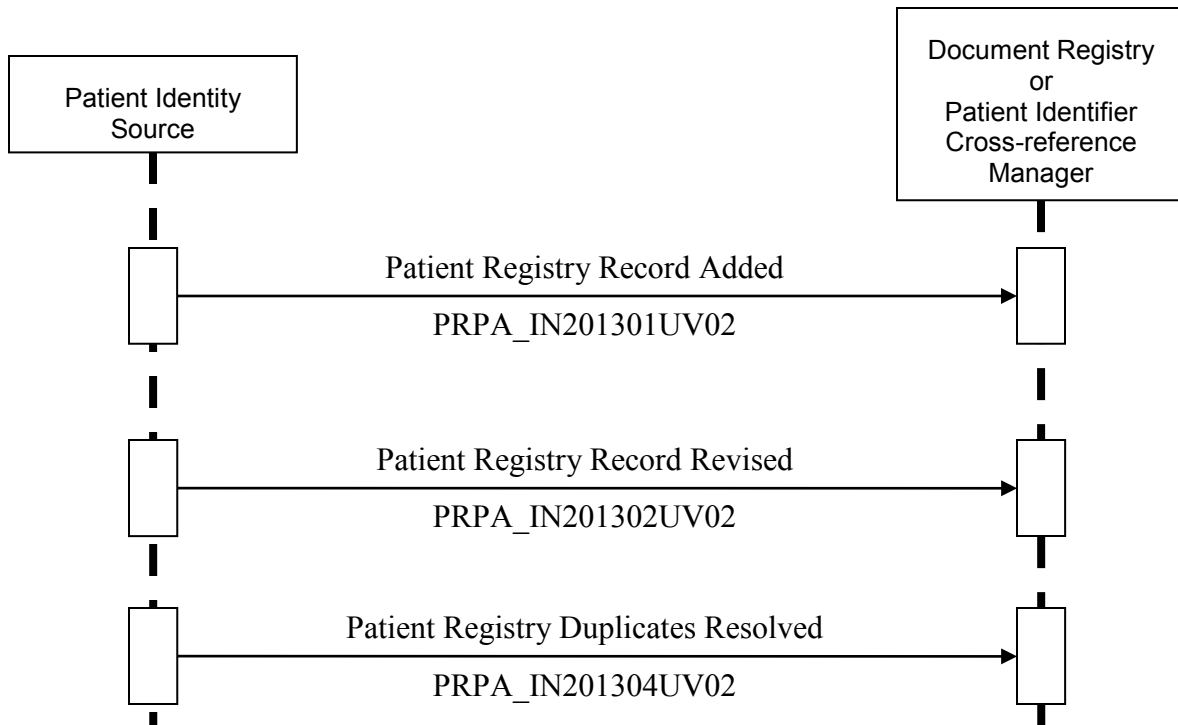 Patient Identity
Source
Document Registry
or
Patient Identifier
Cross-reference
Manager
Patient Registry Record Added
PRPA_IN201301UV02
Patient Registry Record Revised
PRPA_IN201302UV02
Patient Registry Duplicates Resolved
PRPA_IN201304UV02